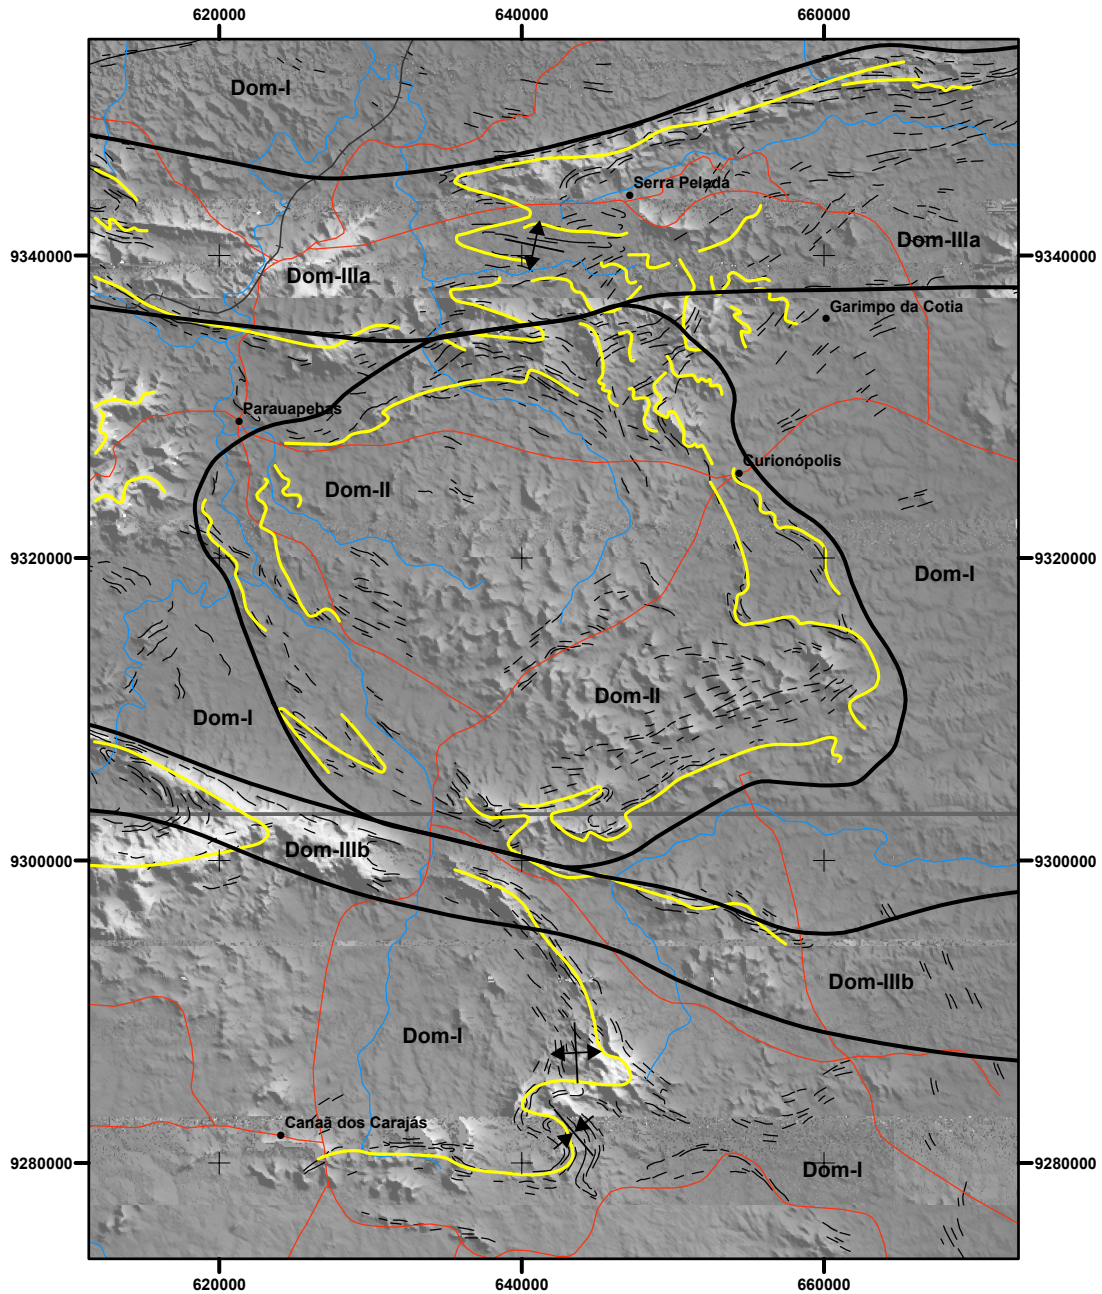 620000
640000
660000
Dom-I
Serra Pelada
Dom-IIIa
9340000
9340000
Dom-IIIa
Garimpo da Cotia
Parauapebas
Curionópolis
Dom-II
9320000
9320000
Dom-I
Dom-II
Dom-I
Dom-IIIb
9300000
9300000
Dom-IIIb
Dom-I
Canaã dos Carajás
9280000
9280000
Dom-I
620000
640000
660000